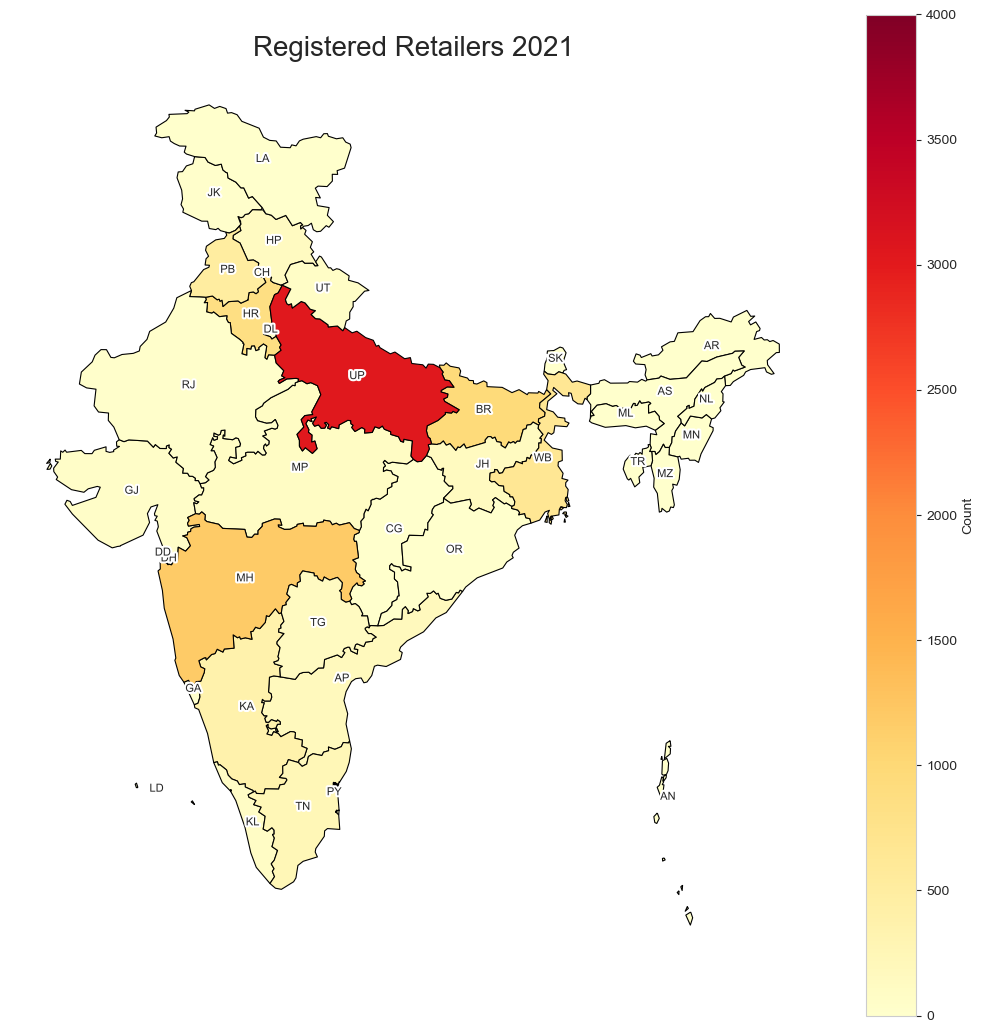 Registered Retailers 2021
LA
JK
HP
PB
CH
UT
HR
DL
UP
RJ
SK
AR
AS
NL
ML
MN
BR
TR
MZ
JH
WB
MP
GJ
CG
OR
DD
DH
MH
TG
AP
GA
KA
LD
PY
TN
KL
AN
4000
3500
3000
2500
2000
1500
1000
500
0
Count